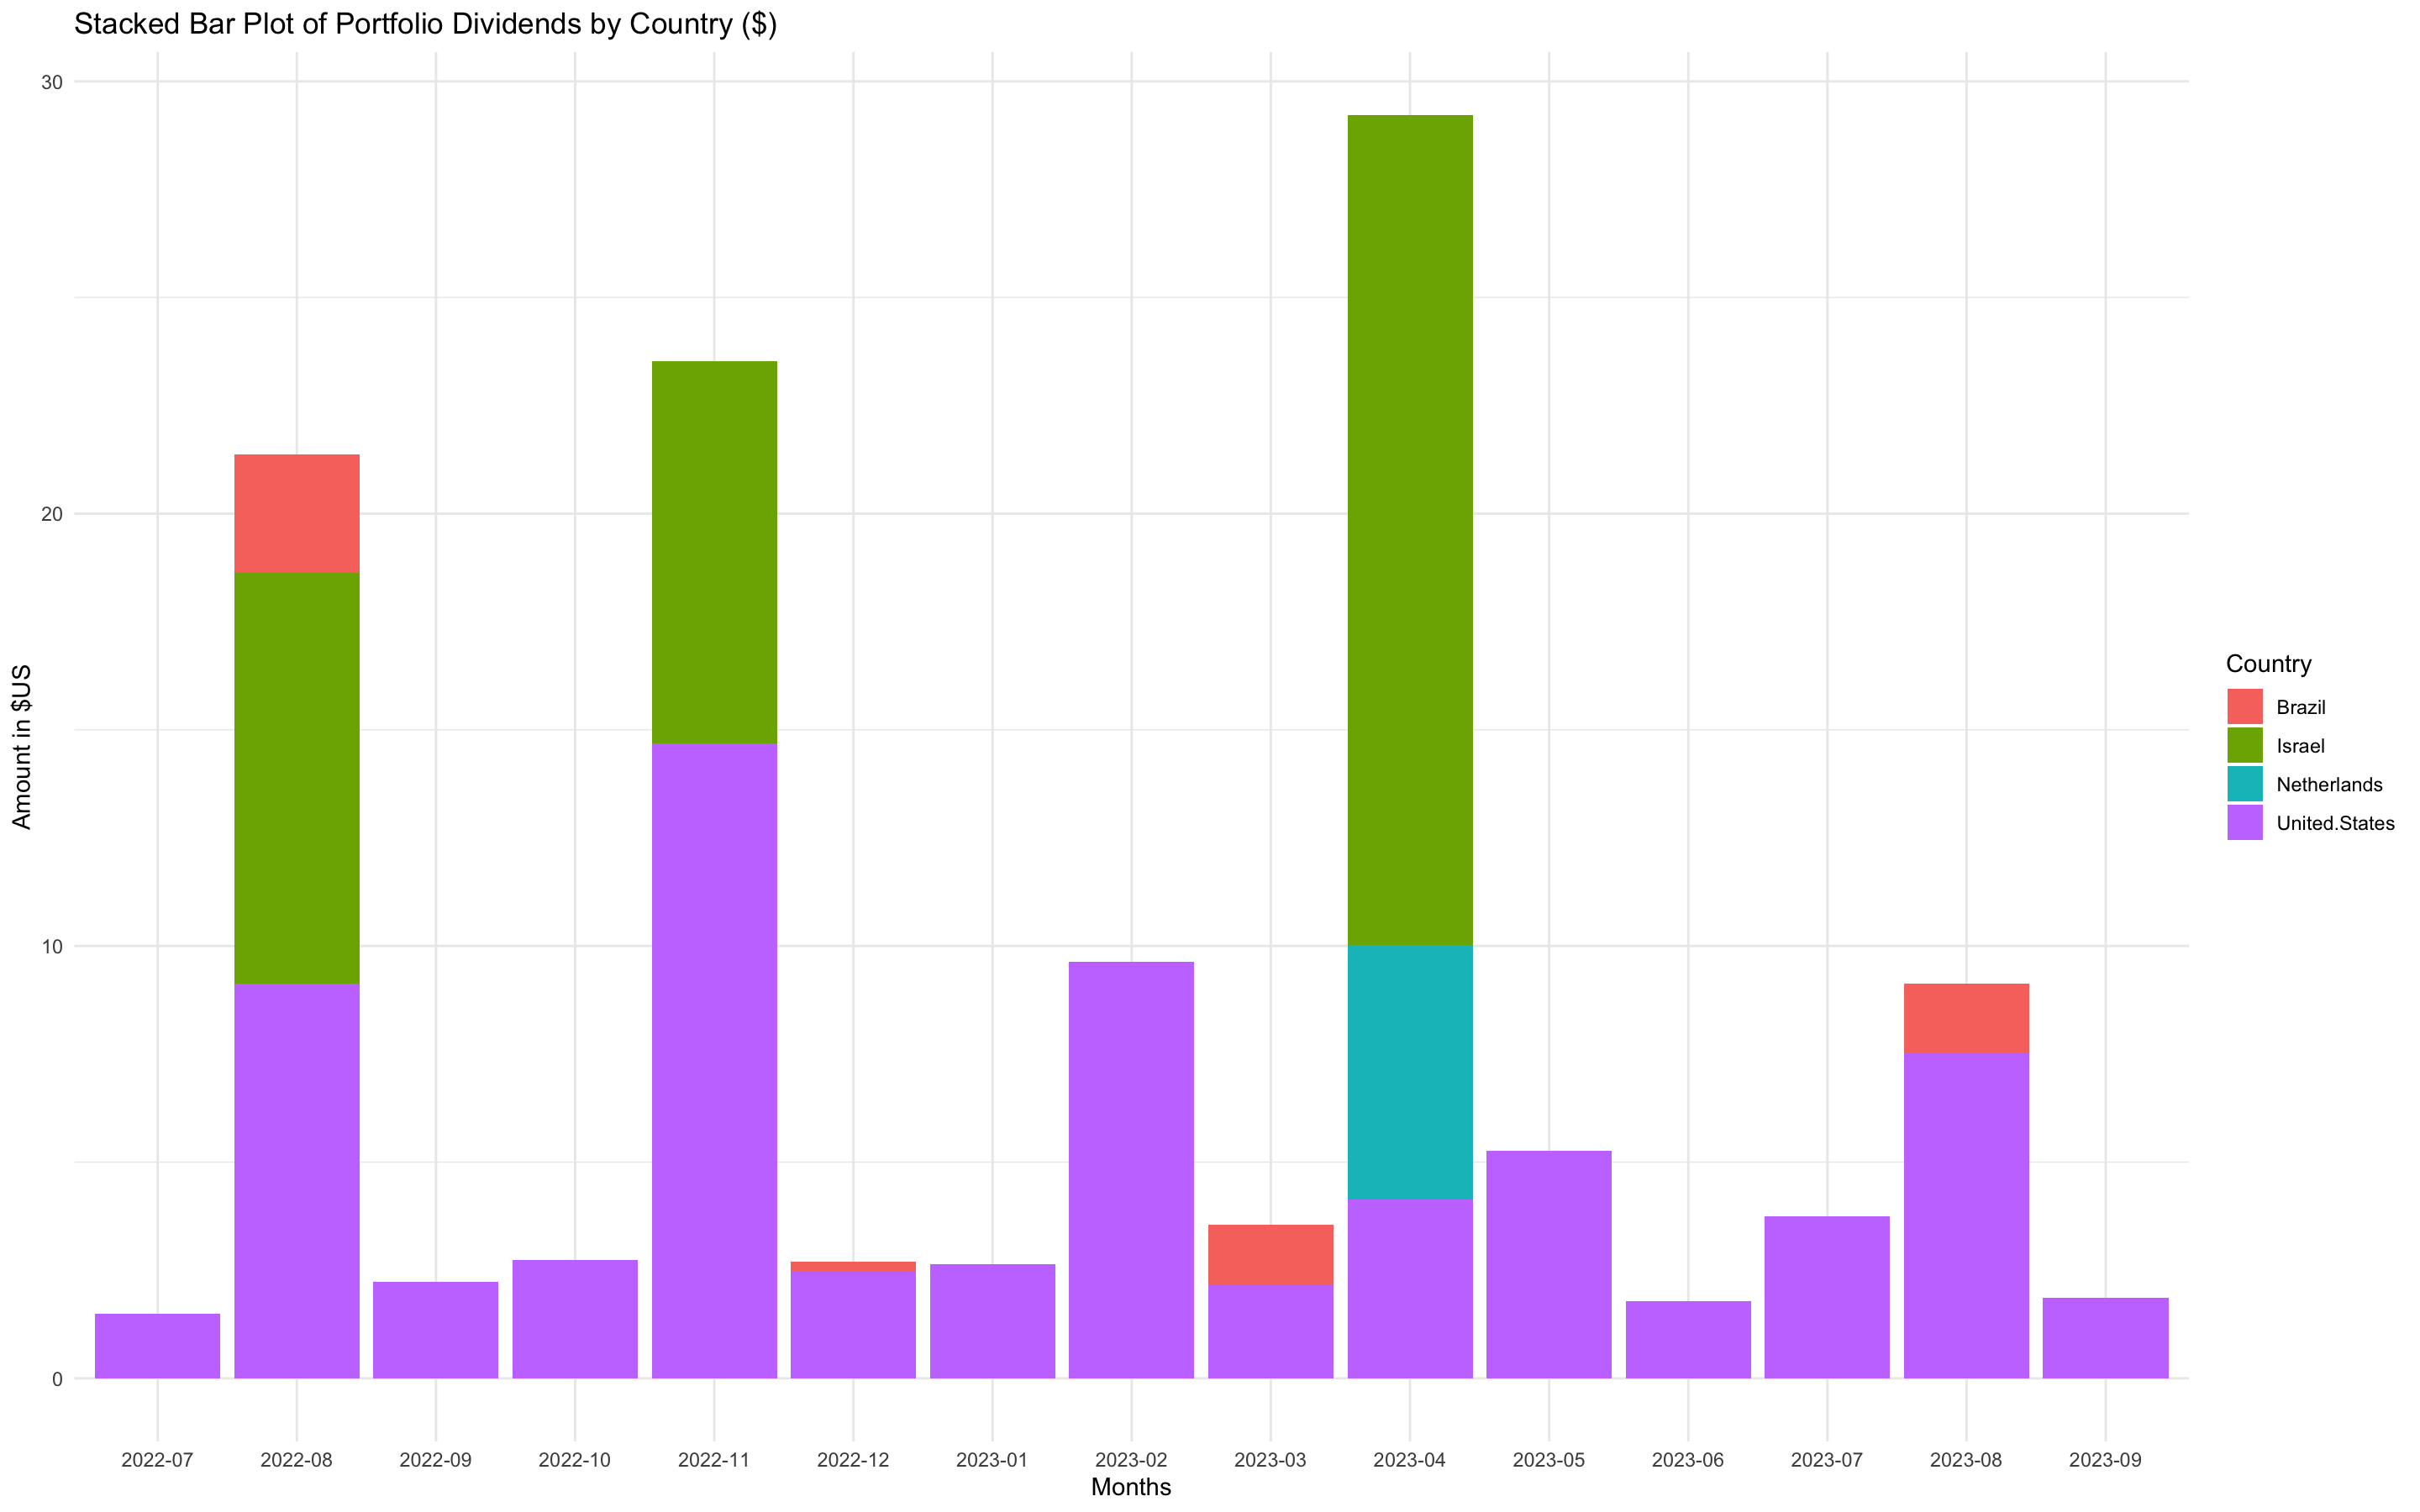 Stacked Bar Plot of Portfolio Dividends by Country ($)
30
20
10
0
Amount in $US
2022-07 2022-08 2022-09 2022-10 2022-11 2022-12 2023-01 2023-02 2023-03 2023-04 2023-05 2023-06 2023-07 2023-08 2023-09
Months
Country
Brazil
Israel
Netherlands
United.States